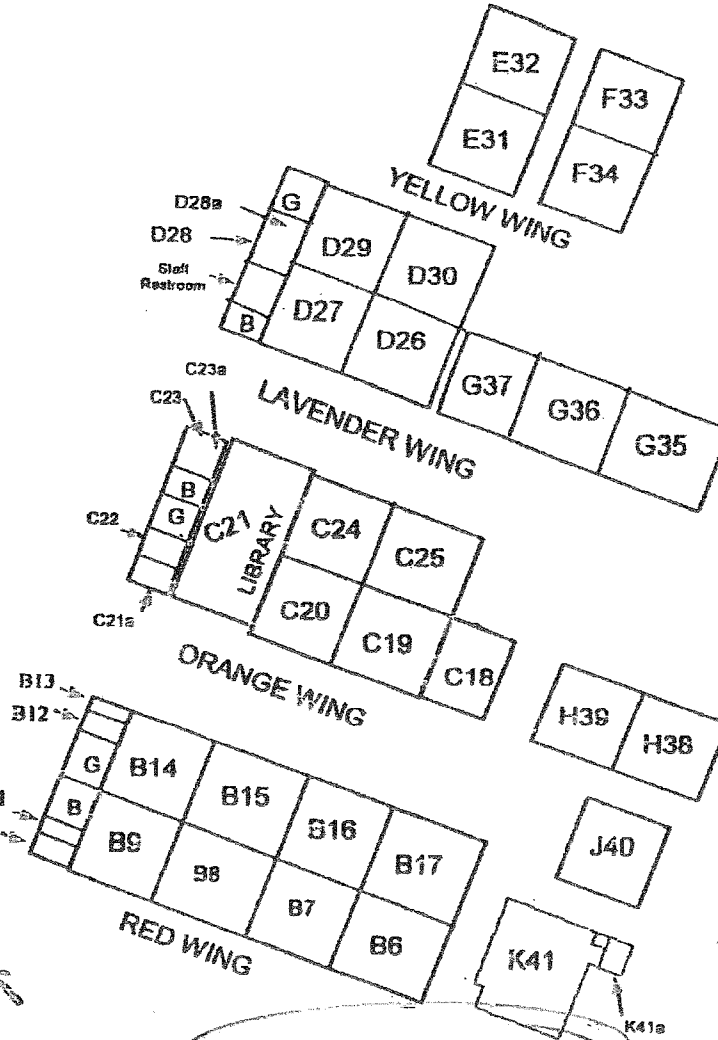 E32
F33
E31
F34
YELLOW WING
D28a
G
D28
D29
D30
Staff
Restroom
D27
B
D26
G37
G36
G35
LAVENDER WING
C23a
C23
B
G
C22
C21
LIBRARY
C24
C25
C20
C19
C18
C21a
ORANGE WING
B13
B12
G
B14
B15
B16
B17
B
B9
B8
B7
B6
RED WING
H39
H38
J40
K41
K41a